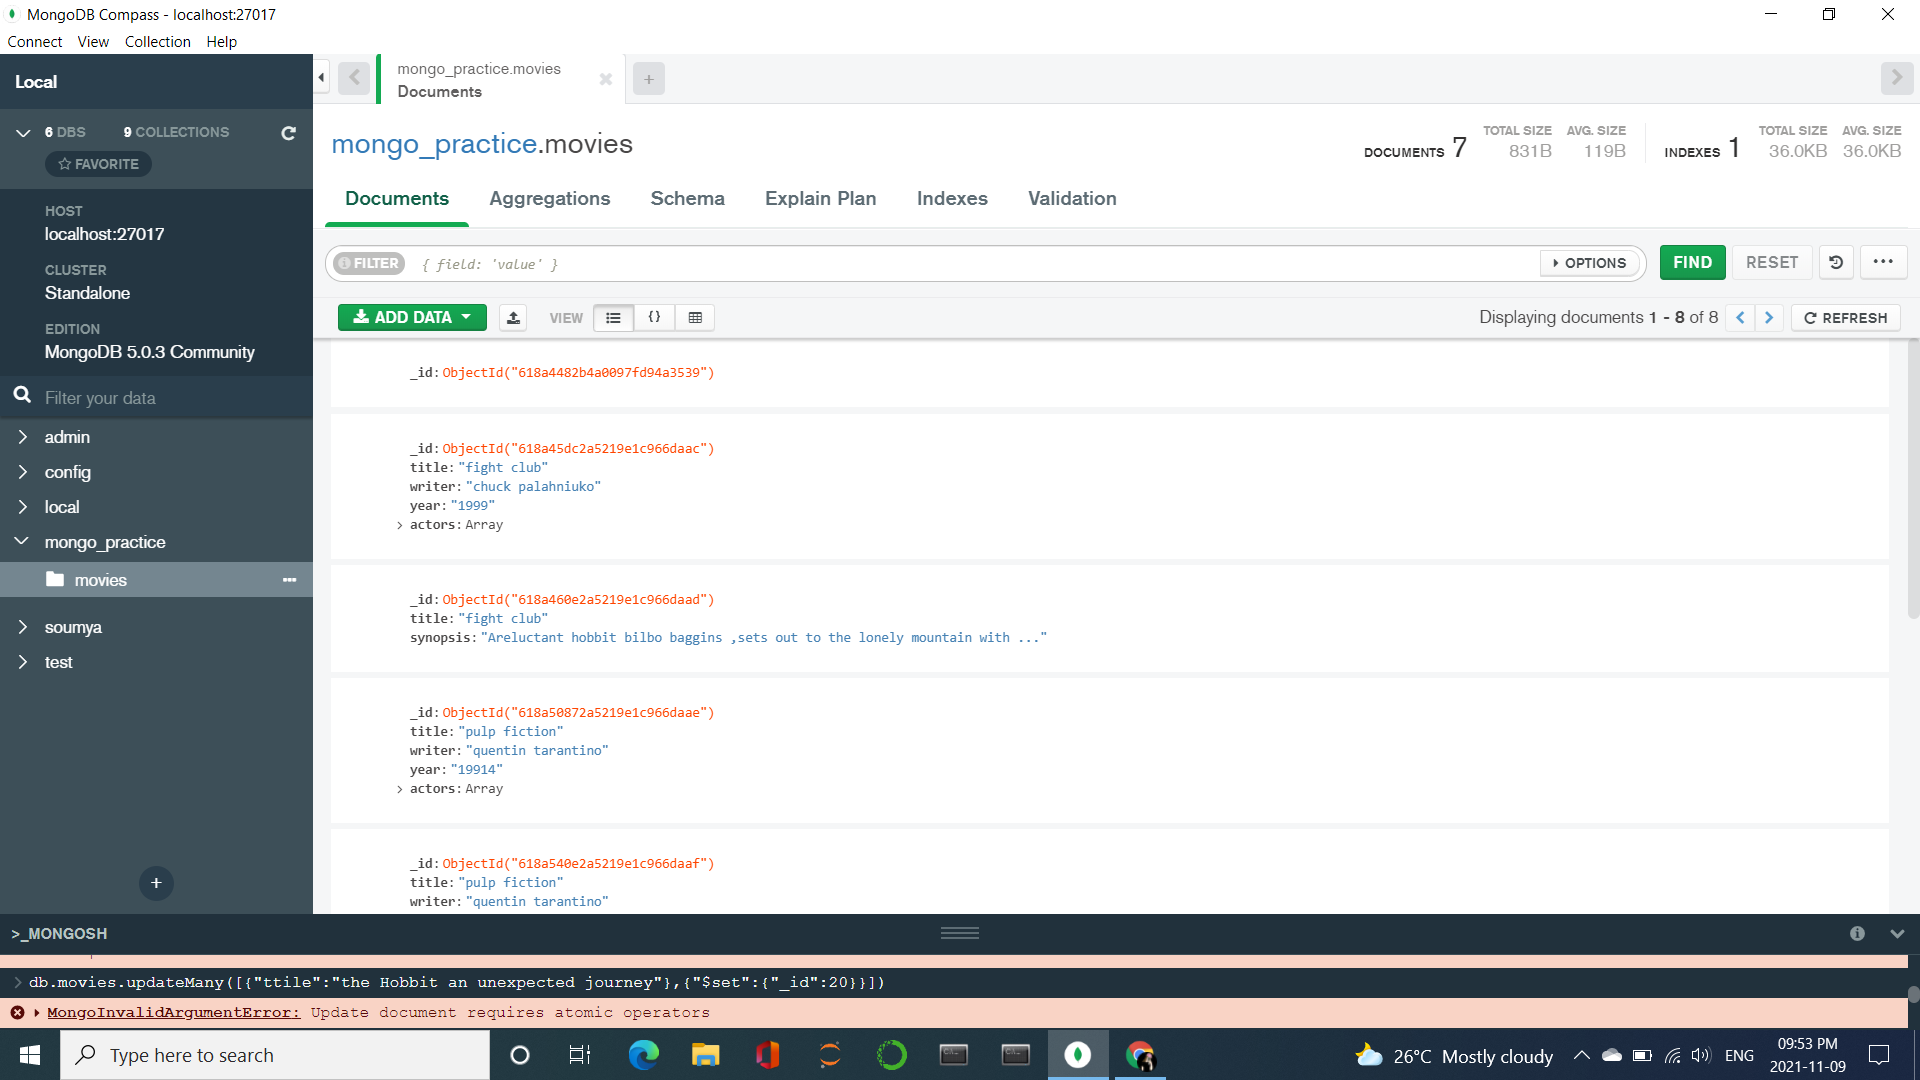 MongoDB Compass - localhost:27017
Connect View Collection Help
Local
6 DBS 9 COLLECTIONS
FAVORITE
HOST
localhost:27017
CLUSTER
Standalone
EDITION
MongoDB 5.0.3 Community
Filter your data
admin
config
local
mongo_practice
movies
soumya
test
mongo_practice.movies
Documents
mongo_practice.movies
DOCUMENTS 7
TOTAL SIZE
831B
AVG. SIZE
119B
INDEXES 1
TOTAL SIZE
36.0KB
AVG. SIZE
36.0KB
Documents Aggregations Schema Explain Plan Indexes Validation
FILTER { field: 'value' } OPTIONS FIND RESET
ADD DATA VIEW {} Displaying documents 1 - 8 of 8 REFRESH
_id: ObjectId("618a4482b4a0097fd94a3539")
_id: ObjectId("618a45dc2a5219e1c966daac")
title: "fight club"
writer: "chuck palahniuko"
year: "1999"
actors: Array
_id: ObjectId("618a460e2a5219e1c966daad")
title: "fight club"
synopsis: "Areluctant hobbit bilbo baggins ,sets out to the lonely mountain with ..."
_id: ObjectId("618a50872a5219e1c966daae")
title: "pulp fiction"
writer: "quentin tarantino"
year: "19914"
actors: Array
_id: ObjectId("618a540e2a5219e1c966daaf")
title: "pulp fiction"
writer: "quentin tarantino"
>_MONGOSH
db.movies.updateMany([{"ttile":"the Hobbit an unexpected journey"},{"$set":{"_id":20}}])
MongoInvalidArgumentError: Update document requires atomic operators
Type here to search
26°C Mostly cloudy
ENG
09:53 PM
2021-11-09